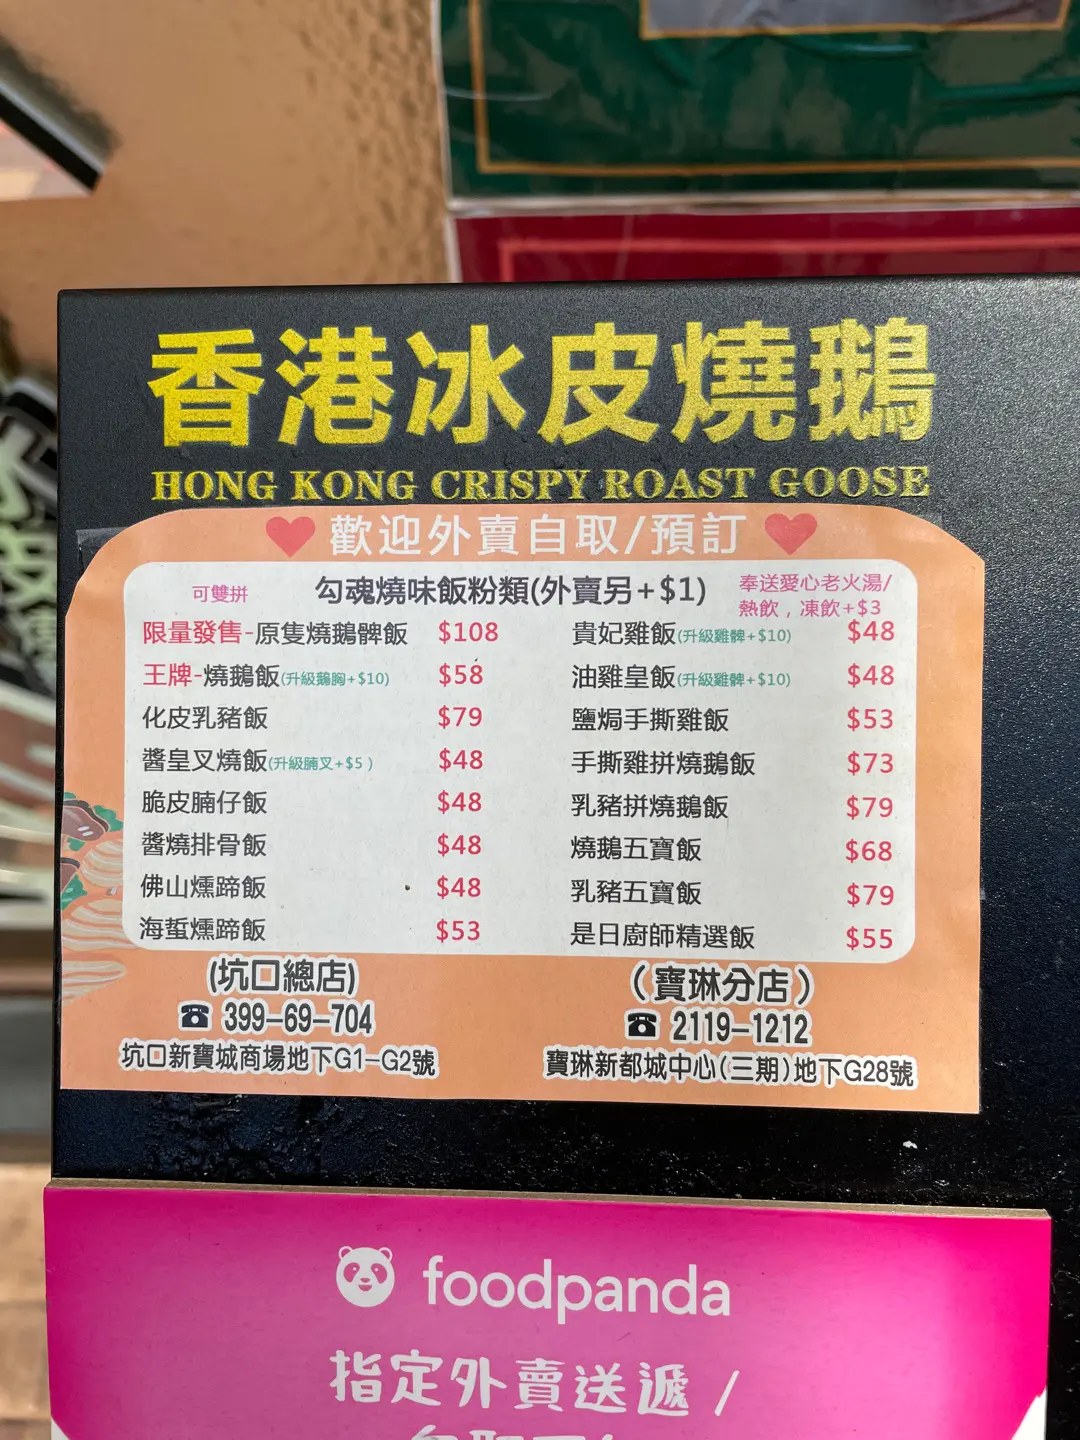 香港冰皮燒鵝
HONG KONG CRISPY ROAST GOOSE
歡迎外賣自取/預訂
可雙拼
勾魂燒味飯粉類(外賣另+$1)
奉送愛心老火湯/
熱飲，凍飲+$3
限量發售-原隻燒鵝髀飯 $108
王牌-燒鵝飯(升級鵝胸+$10) $58
化皮乳豬飯 $79
醬皇叉燒飯(升級腩叉+$5) $48
脆皮腩仔飯 $48
醬燒排骨飯 $48
佛山燻蹄飯 $48
海蜇燻蹄飯 $53
貴妃雞飯(升級雞髀+$10) $48
油雞皇飯(升級雞髀+$10) $48
鹽焗手撕雞飯 $53
手撕雞拼燒鵝飯 $73
乳豬拼燒鵝飯 $79
燒鵝五寶飯 $68
乳豬五寶飯 $79
是日廚師精選飯 $55
(坑口總店)
☎ 399-69-704
坑口新寶城商場地下G1-G2號
(寶琳分店)
☎ 2119-1212
寶琳新都城中心(三期)地下G28號
foodpanda
指定外賣送遞 /